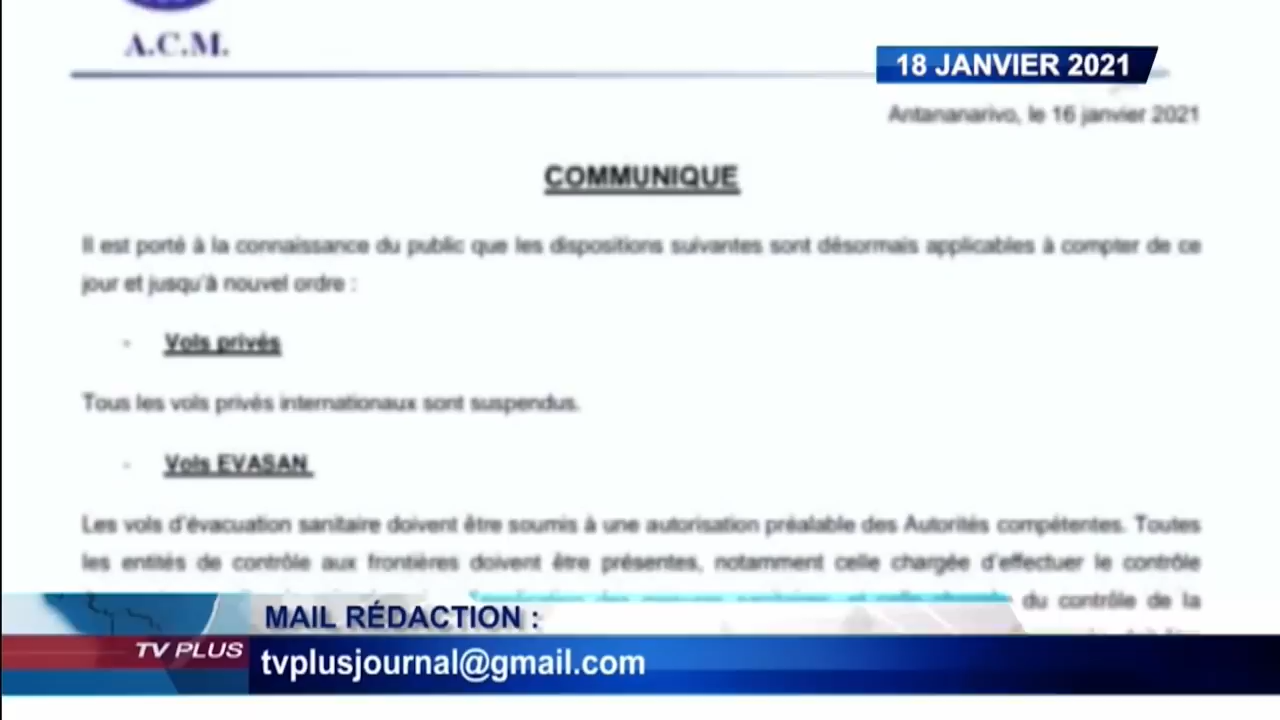 A.C.M.
18 JANVIER 2021
Antananarivo, le 16 janvier 2021
COMMUNIQUE
Il est porté à la connaissance du public que les dispositions suivantes sont désormais applicables à compter de ce
jour et jusqu'à nouvel ordre :
- Vols privés
Tous les vols privés internationaux sont suspendus.
- Vols EVASAN
Les vols d'évacuation sanitaire doivent être soumis à une autorisation préalable des Autorités compétentes. Toutes
les entités de contrôle aux frontières doivent être présentes, notamment celle chargée d'effectuer le contrôle
du contrôle de la
MAIL RÉDACTION :
TV PLUS
tvplusjournal@gmail.com